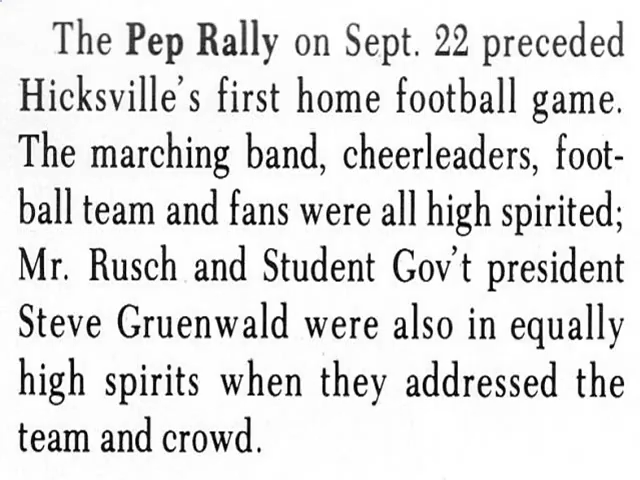 The Pep Rally on Sept. 22 preceded
Hicksville's first home football game.
The marching band, cheerleaders, foot-
ball team and fans were all high spirited;
Mr. Rusch and Student Gov't president
Steve Gruenwald were also in equally
high spirits when they addressed the
team and crowd.